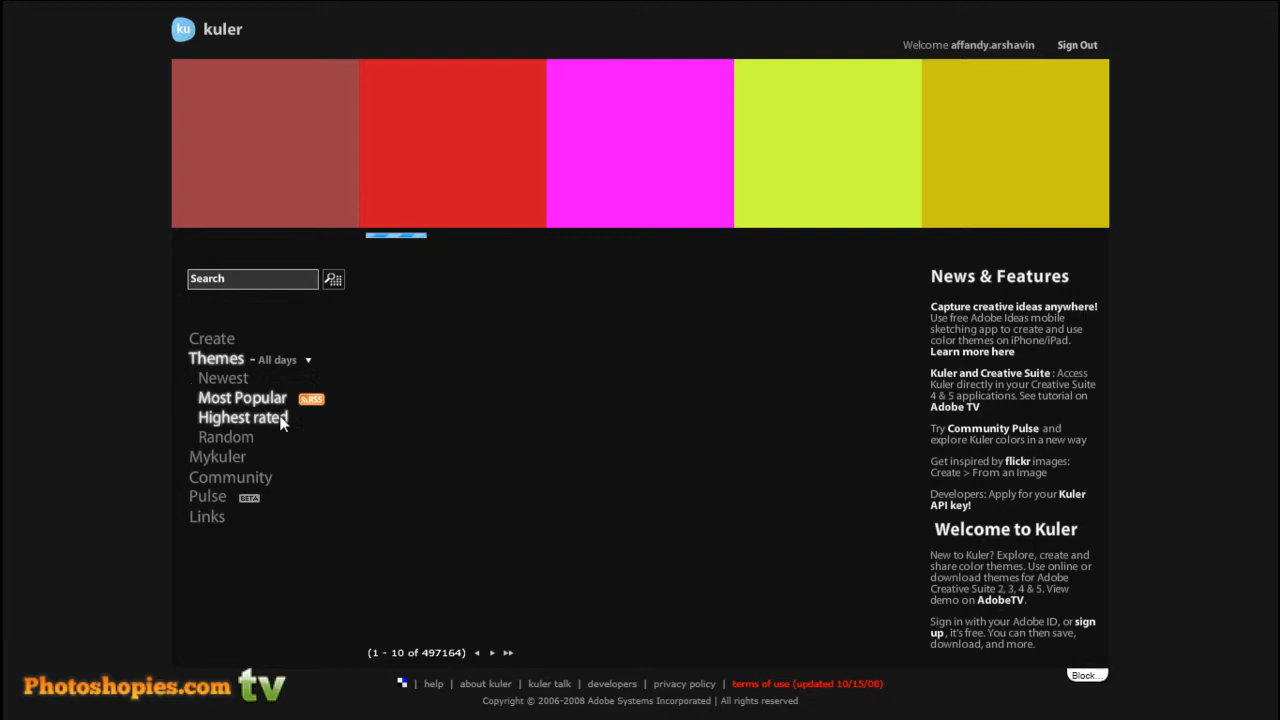 ku kuler
Welcome affandy.arshavin Sign Out
Search
Create
Themes - All days
Newest
Most Popular RSS
Highest rated
Random
Mykuler
Community
Pulse BETA
Links
News & Features
Capture creative ideas anywhere!
Use free Adobe Ideas mobile
sketching app to create and use
color themes on iPhone/iPad.
Learn more here
Kuler and Creative Suite : Access
Kuler directly in your Creative Suite
4 & 5 applications. See tutorial on
Adobe TV
Try Community Pulse and
explore Kuler colors in a new way
Get inspired by flickr images:
Create > From an Image
Developers: Apply for your Kuler
API key!
Welcome to Kuler
New to Kuler? Explore, create and
share color themes. Use online or
download themes for Adobe
Creative Suite 2, 3, 4 & 5. View
demo on AdobeTV.
Sign in with your Adobe ID, or sign
up, it's free. You can then save,
download, and more.
(1 - 10 of 497164)
Block...
Photoshopies.com tv
| help | about kuler | kuler talk | developers | privacy policy | terms of use (updated 10/15/08)
Copyright © 2006-2008 Adobe Systems Incorporated | All rights reserved